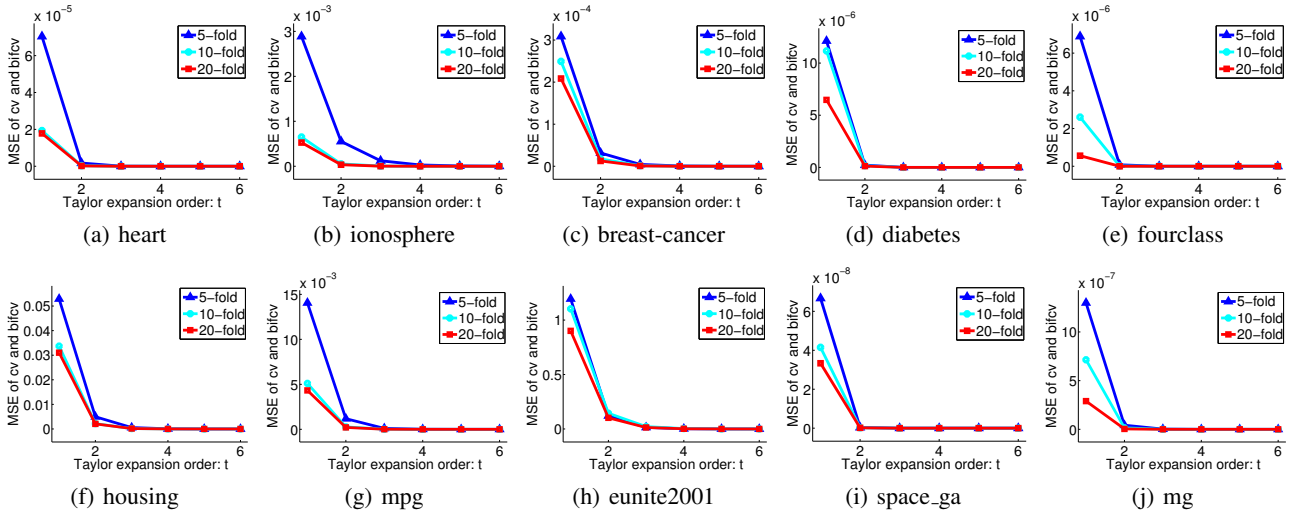 x 10−5
MSE of cv and bifcv
6
4
2
0
2 4 6
Taylor expansion order: t
5−fold
10−fold
20−fold
(a) heart
x 10−3
MSE of cv and bifcv
3
2
1
0
2 4 6
Taylor expansion order: t
5−fold
10−fold
20−fold
(b) ionosphere
x 10−4
MSE of cv and bifcv
3
2
1
0
2 4 6
Taylor expansion order: t
5−fold
10−fold
20−fold
(c) breast-cancer
x 10−6
MSE of cv and bifcv
10
5
0
2 4 6
Taylor expansion order: t
5−fold
10−fold
20−fold
(d) diabetes
x 10−6
MSE of cv and bifcv
6
4
2
0
2 4 6
Taylor expansion order: t
5−fold
10−fold
20−fold
(e) fourclass
MSE of cv and bifcv
0.05
0.04
0.03
0.02
0.01
0
2 4 6
Taylor expansion order: t
5−fold
10−fold
20−fold
(f) housing
x 10−3
MSE of cv and bifcv
15
10
5
0
2 4 6
Taylor expansion order: t
5−fold
10−fold
20−fold
(g) mpg
MSE of cv and bifcv
1
0.5
0
2 4 6
Taylor expansion order: t
5−fold
10−fold
20−fold
(h) eunite2001
x 10−8
MSE of cv and bifcv
6
4
2
0
2 4 6
Taylor expansion order: t
5−fold
10−fold
20−fold
(i) space_ga
x 10−7
MSE of cv and bifcv
10
5
0
2 4 6
Taylor expansion order: t
5−fold
10−fold
20−fold
(j) mg